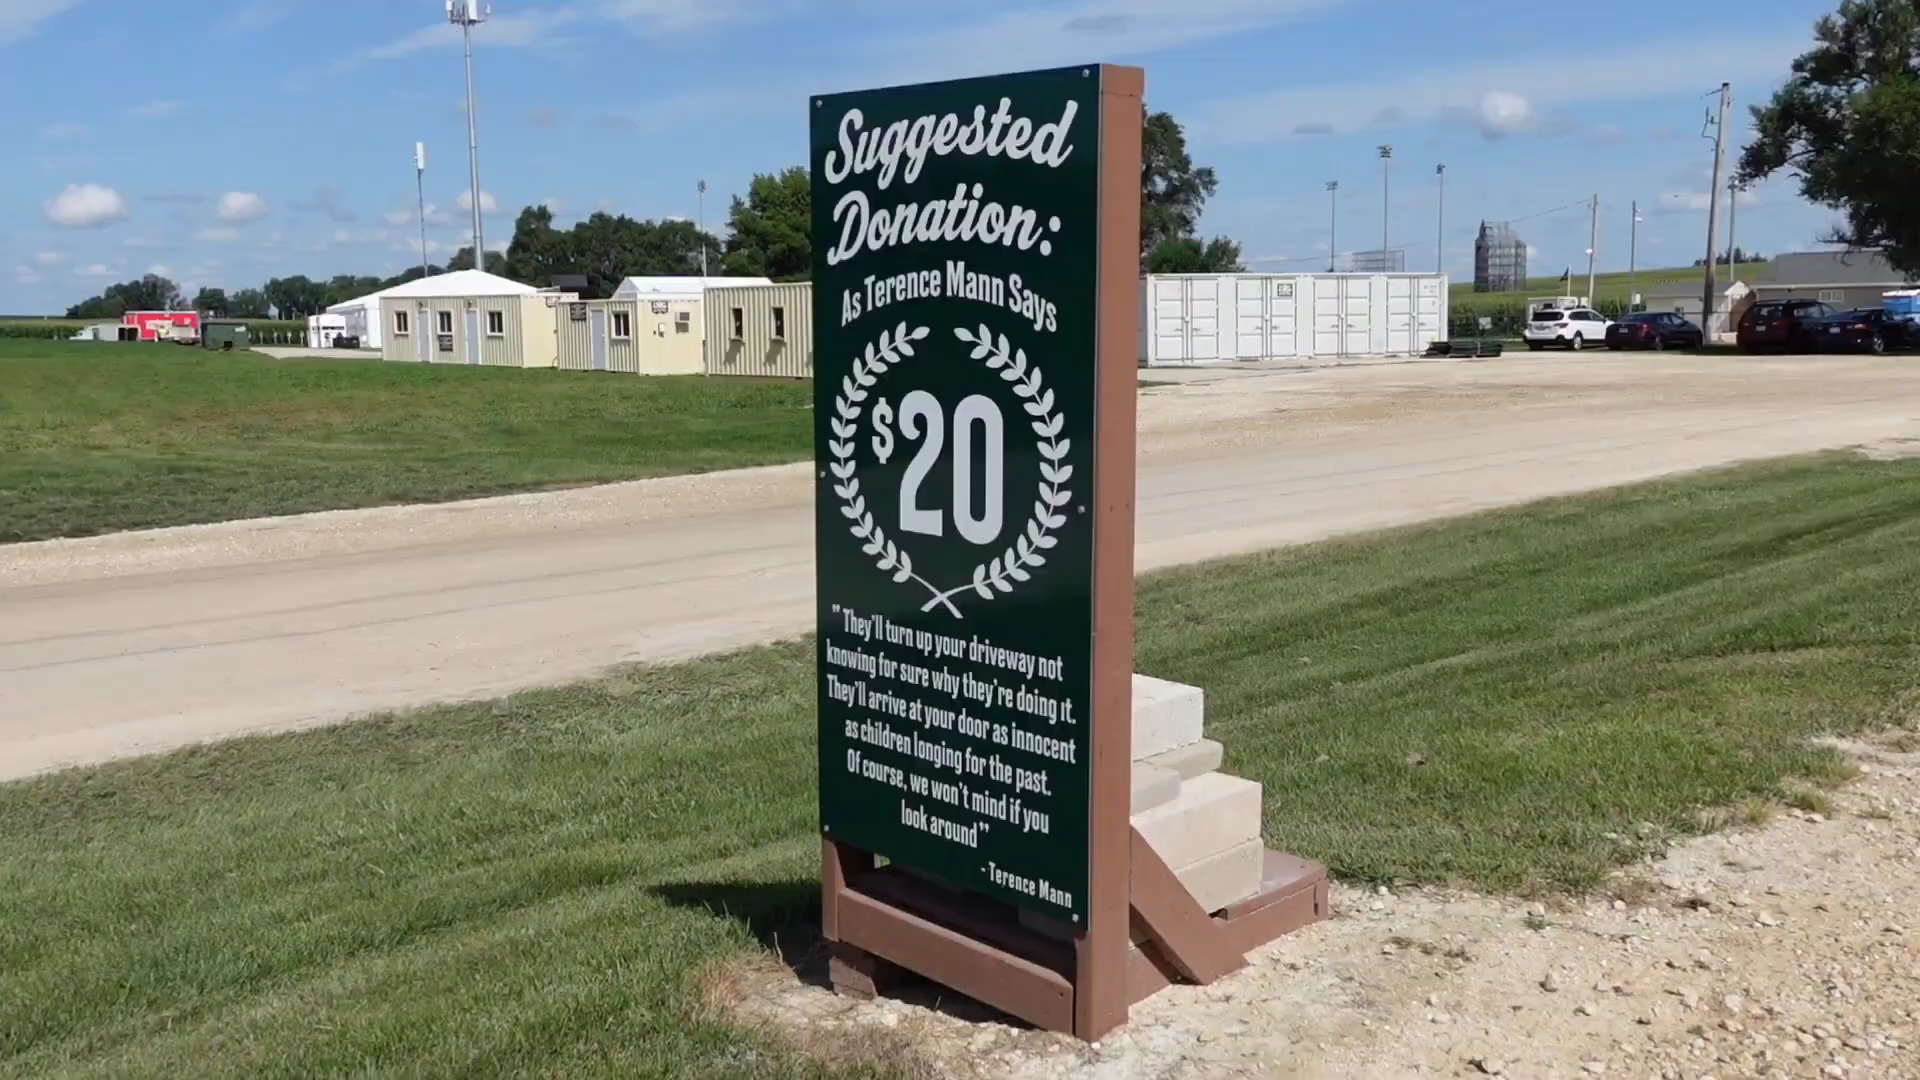 Suggested
Donation:
As Terence Mann Says
$20
"They'll turn up your driveway not
knowing for sure why they're doing it.
They'll arrive at your door as innocent
as children longing for the past.
Of course, we won't mind if you
look around"
- Terence Mann